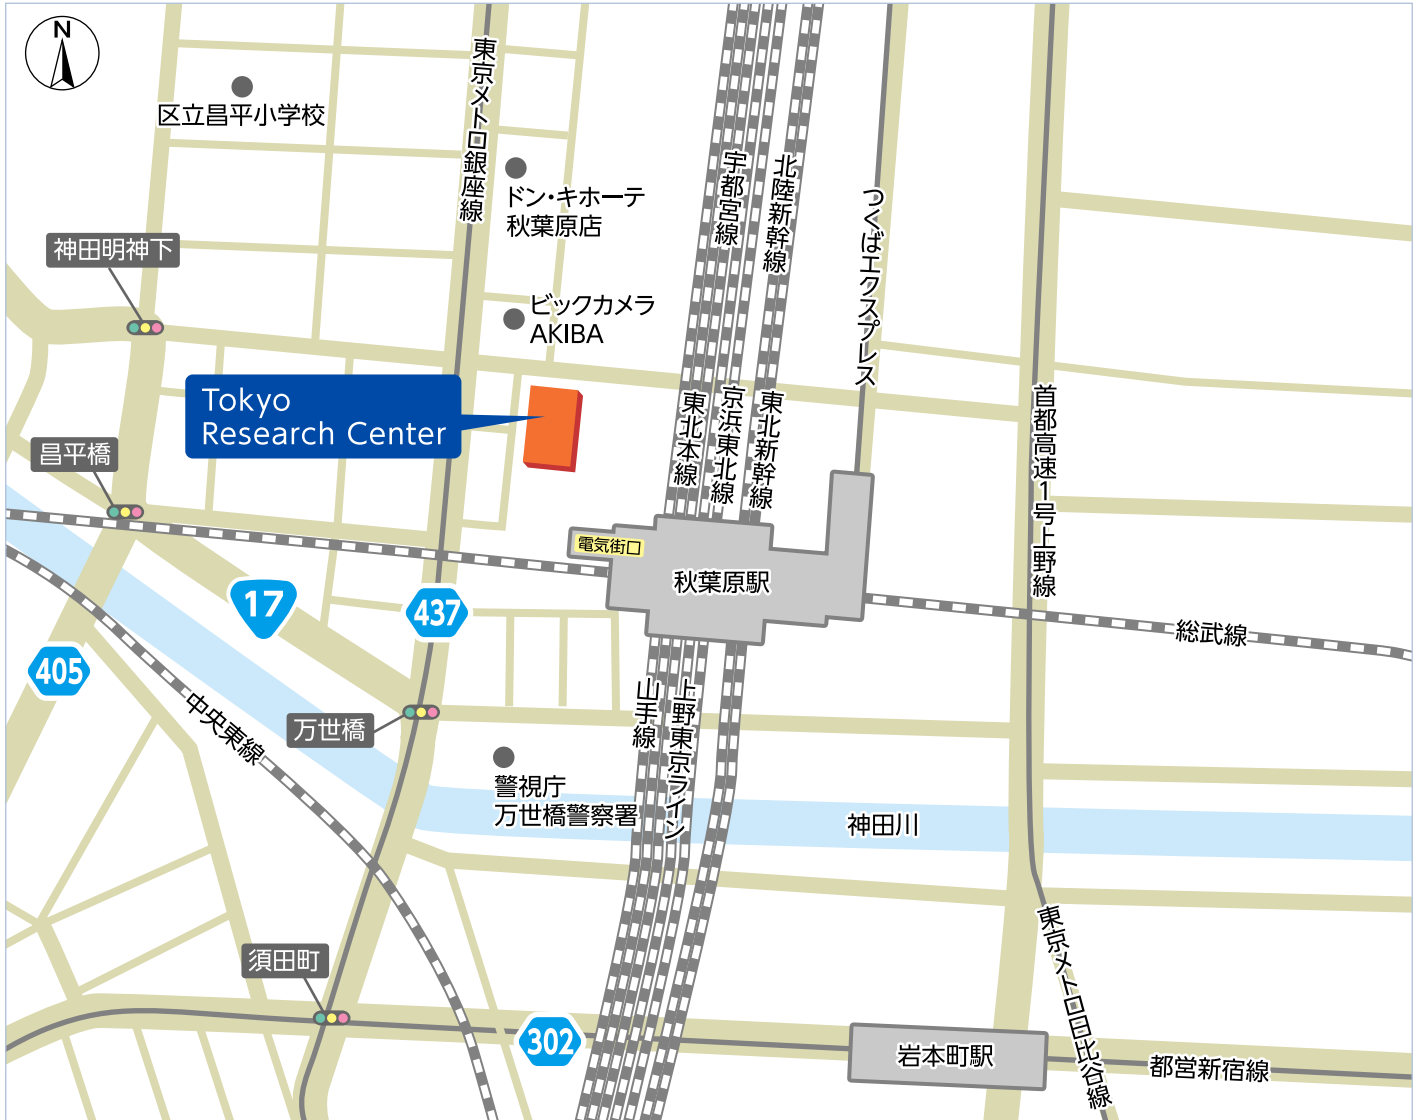 N
区立昌平小学校
東京メトロ銀座線
ドン・キホーテ
秋葉原店
宇都宮線
北陸新幹線
つくばエクスプレス
神田明神下
ビックカメラ
AKIBA
Tokyo
Research Center
東北本線
京浜東北線
東北新幹線
首都高速1号上野線
昌平橋
電気街口
秋葉原駅
17
437
総武線
405
中央東線
万世橋
山手線
上野東京ライン
警視庁
万世橋警察署
神田川
東京メトロ日比谷線
須田町
302
岩本町駅
都営新宿線